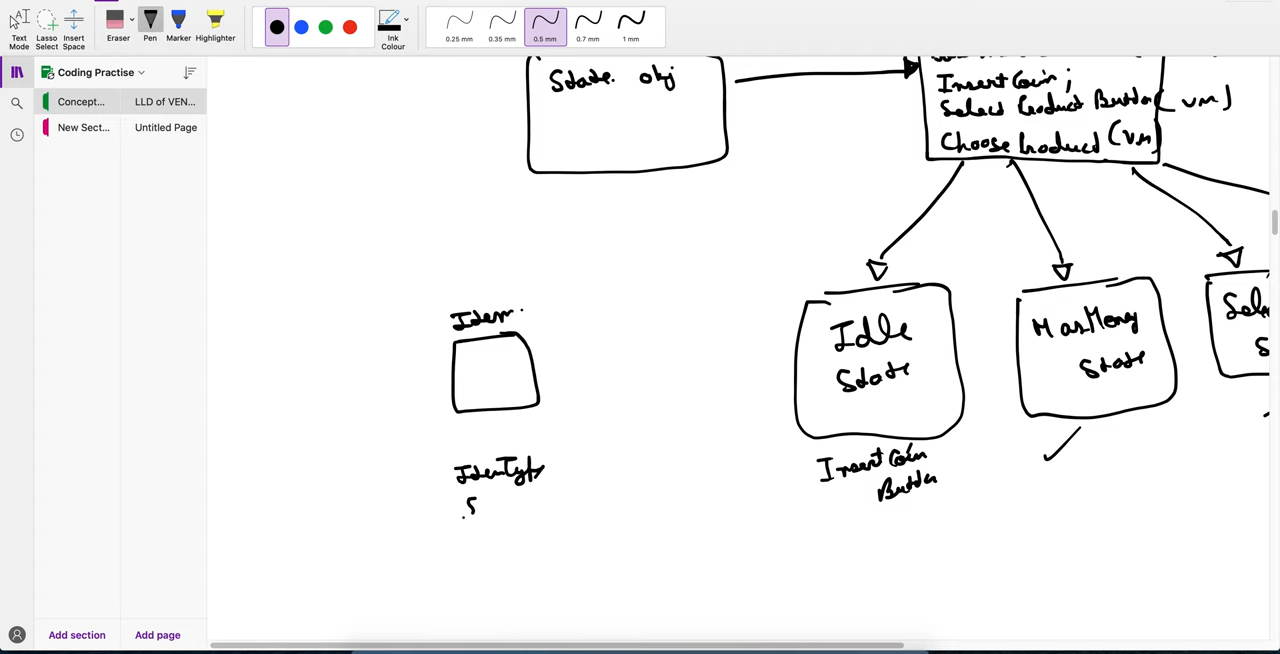 Text Mode
Lasso Select
Insert Space
Eraser
Pen
Marker
Highlighter
Ink Colour
0.25 mm
0.35 mm
0.5 mm
0.7 mm
1 mm
Coding Practise
Concept...
LLD of VEN...
New Sect...
Untitled Page
State obj
Insert Coin;
Select Product Button (vm)
Choose Product (vm)
Item
Idle
State
HasMoney
State
Insert Coin
Button
ItemType
Add section
Add page